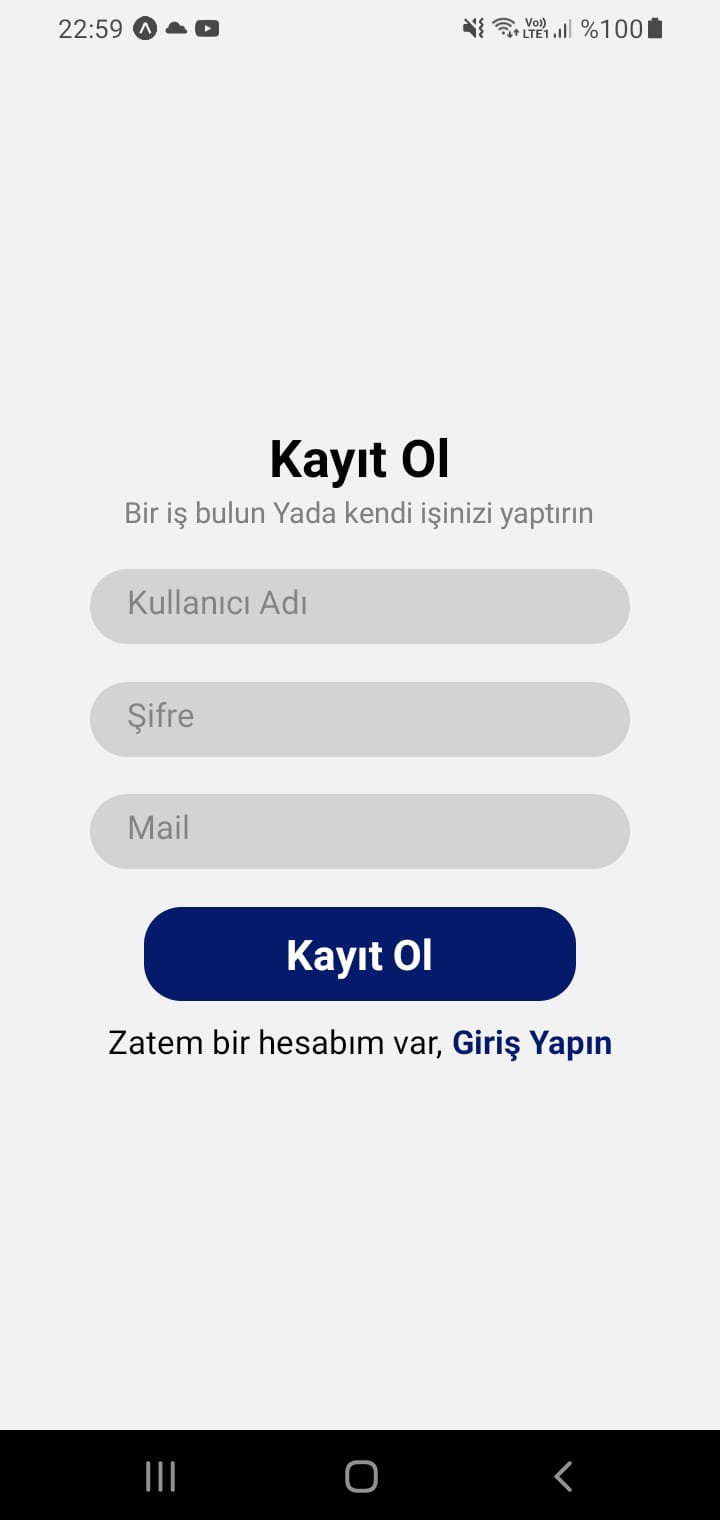 22:59 Vo)) LTE1 %100
Kayıt Ol
Bir iş bulun Yada kendi işinizi yaptırın
Kullanıcı Adı
Şifre
Mail
Kayıt Ol
Zatem bir hesabım var, Giriş Yapın